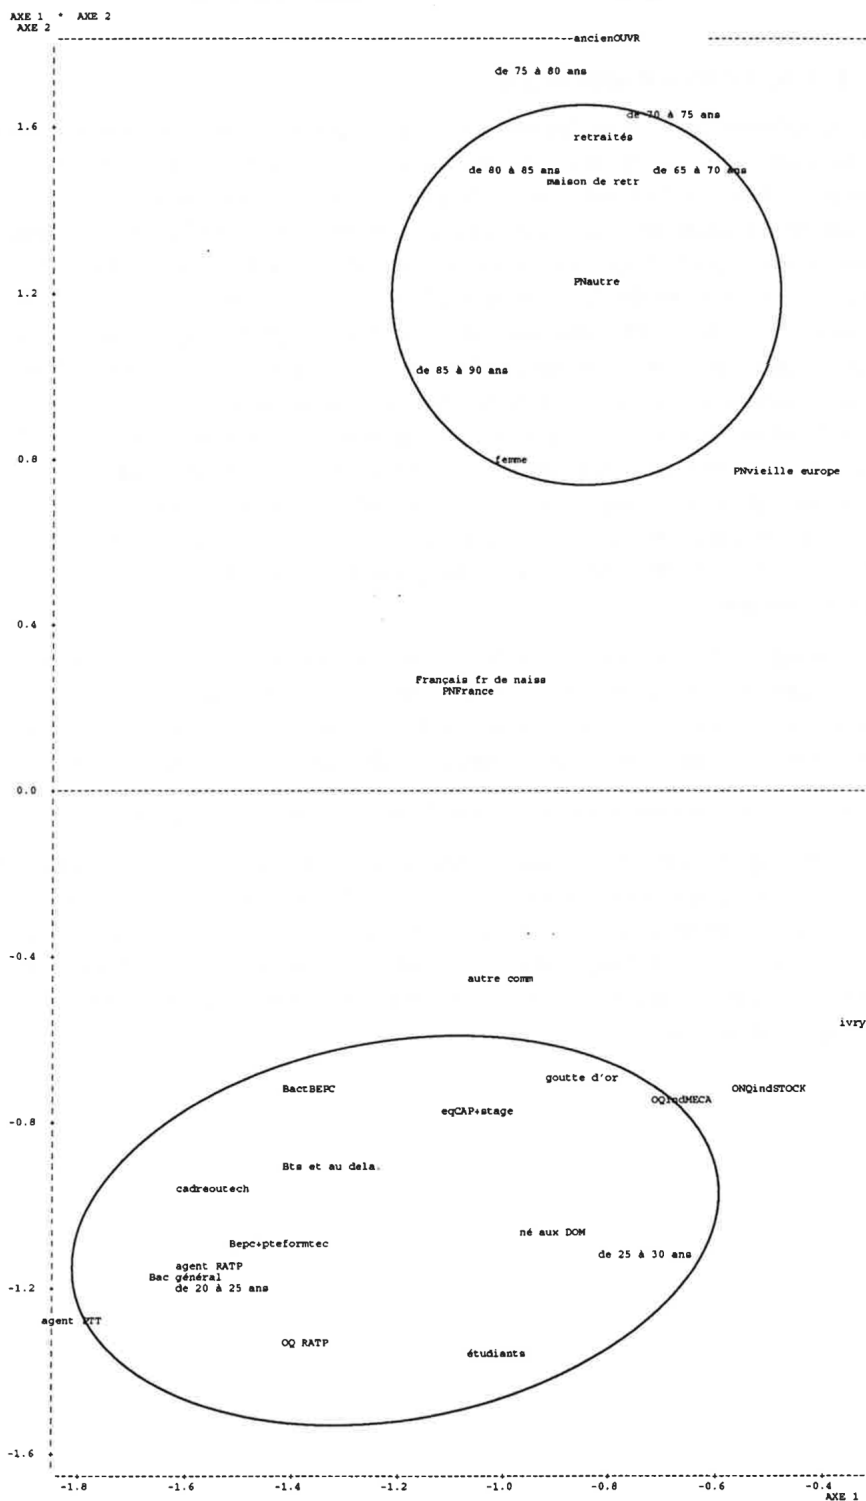 AXE 1 * AXE 2
AXE 2
ancienOUVR
de 75 à 80 ans
1.6
de 70 à 75 ans
retraités
de 80 à 85 ans
de 65 à 70 ans
maison de retr
1.2
PNautre
de 85 à 90 ans
0.8
femme
PNvieille europe
0.4
Français fr de naiss
PNFrance
0.0
-0.4
autre comm
ivry
goutte d'or
BactBEPC
ONQindSTOCK
OQindMECA
eqCAP+stage
-0.8
Bts et au dela.
cadreoutech
né aux DOM
Bepc+pteformtec
de 25 à 30 ans
agent RATP
Bac général
de 20 à 25 ans
-1.2
agent PTT
OQ RATP
étudiants
-1.6
-1.8 -1.6 -1.4 -1.2 -1.0 -0.8 -0.6 -0.4
AXE 1